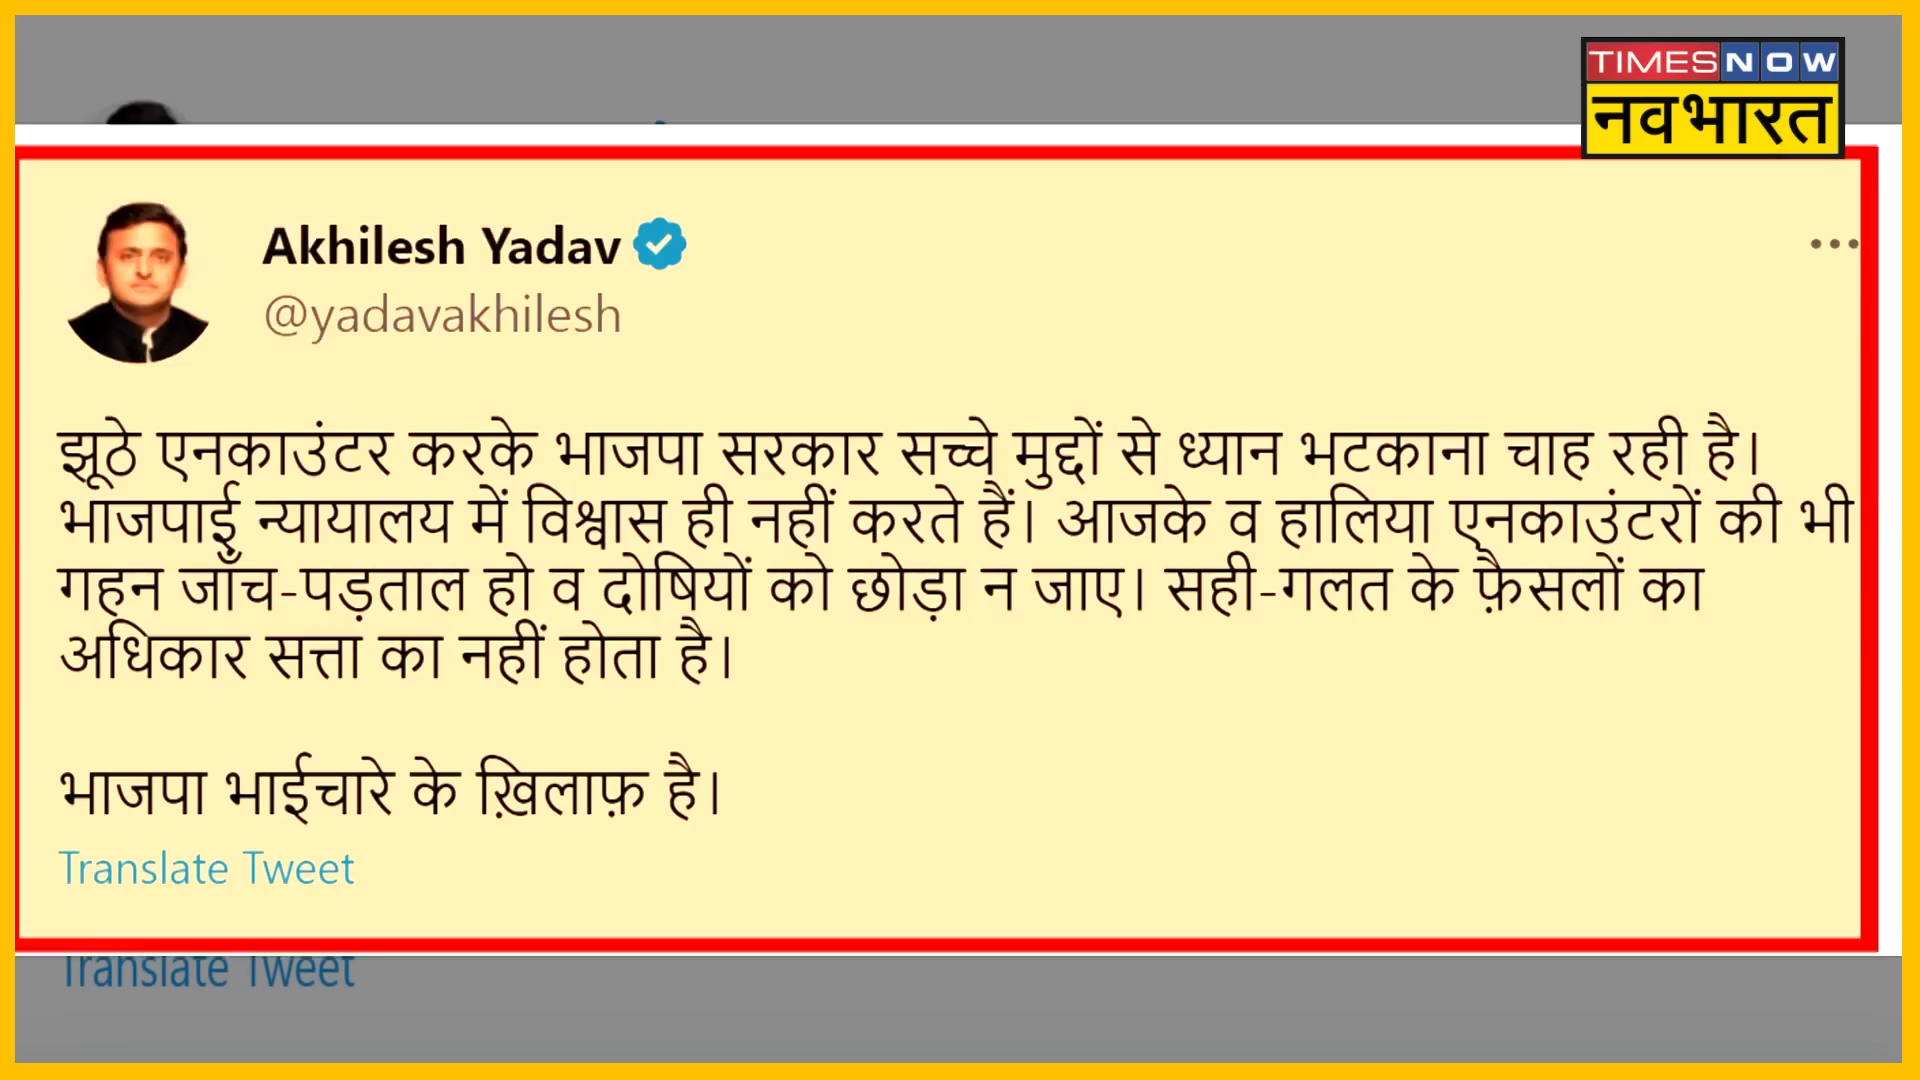 TIMES NOW
नवभारत
Akhilesh Yadav
@yadavakhilesh
झूठे एनकाउंटर करके भाजपा सरकार सच्चे मुद्दों से ध्यान भटकाना चाह रही है।
भाजपाई न्यायालय में विश्वास ही नहीं करते हैं। आजके व हालिया एनकाउंटरों की भी
गहन जाँच-पड़ताल हो व दोषियों को छोड़ा न जाए। सही-गलत के फ़ैसलों का
अधिकार सत्ता का नहीं होता है।
भाजपा भाईचारे के ख़िलाफ़ है।
Translate Tweet
Translate Tweet